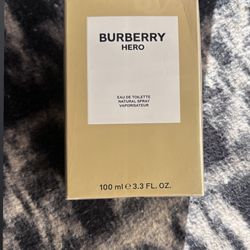 BURBERRY
HERO
EAU DE TOILETTE
NATURAL SPRAY
VAPORISATEUR
100 ml ℮ 3.3 FL. OZ.